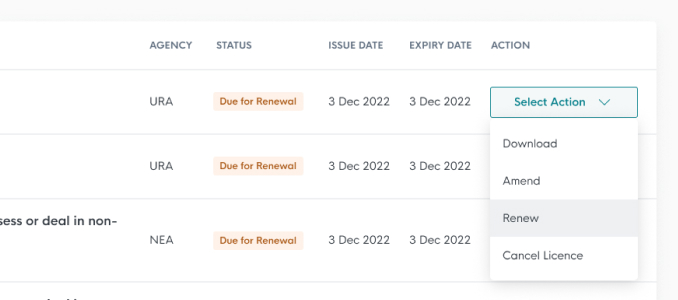 AGENCY STATUS ISSUE DATE EXPIRY DATE ACTION
URA Due for Renewal 3 Dec 2022 3 Dec 2022 Select Action
Download
URA Due for Renewal 3 Dec 2022 3 Dec 2022
Amend
sess or deal in non-
Renew
NEA Due for Renewal 3 Dec 2022 3 Dec 2022
Cancel Licence